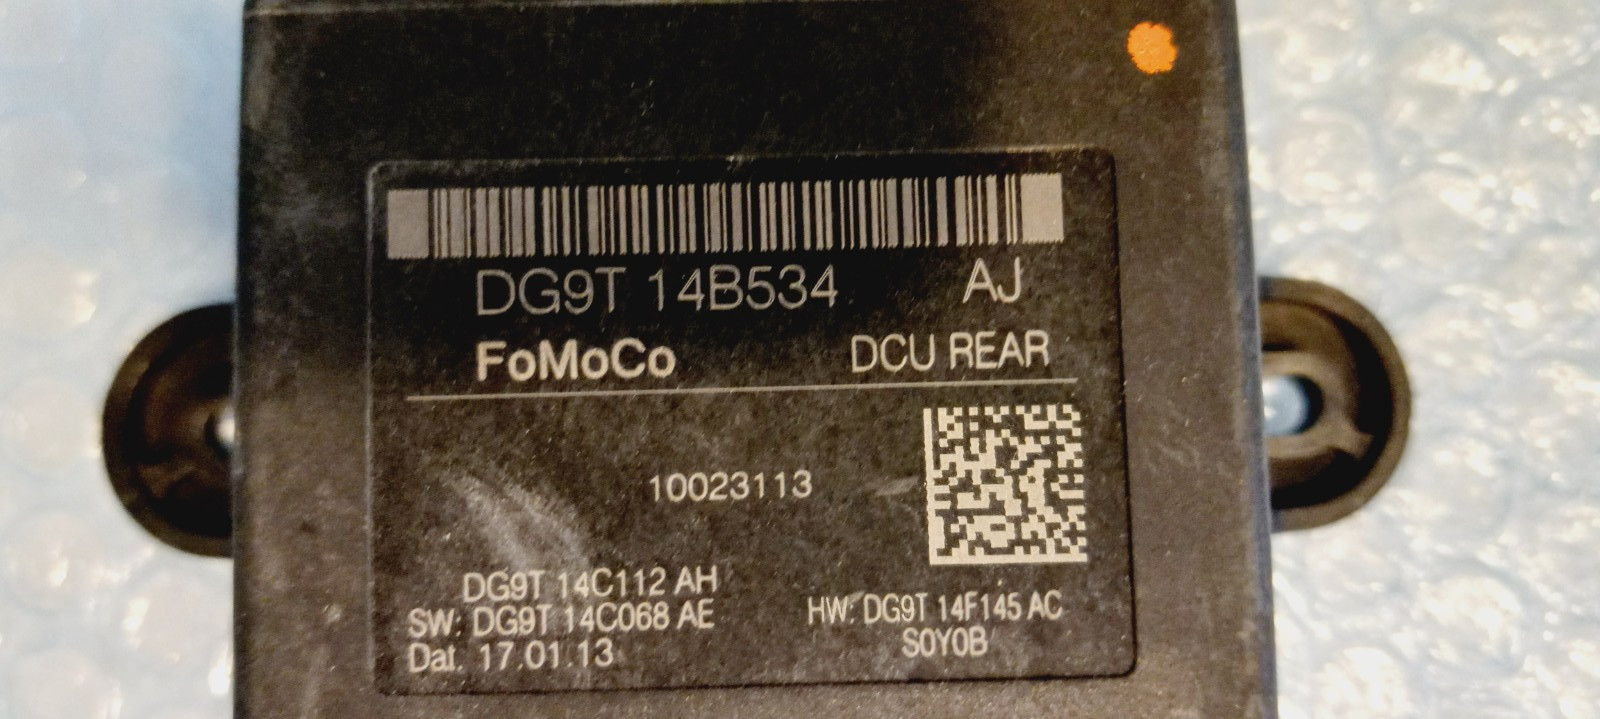 DG9T 14B534 AJ
FoMoCo DCU REAR
10023113
DG9T 14C112 AH
SW: DG9T 14C068 AE
HW: DG9T 14F145 AC
Dat. 17.01.13
S0Y0B